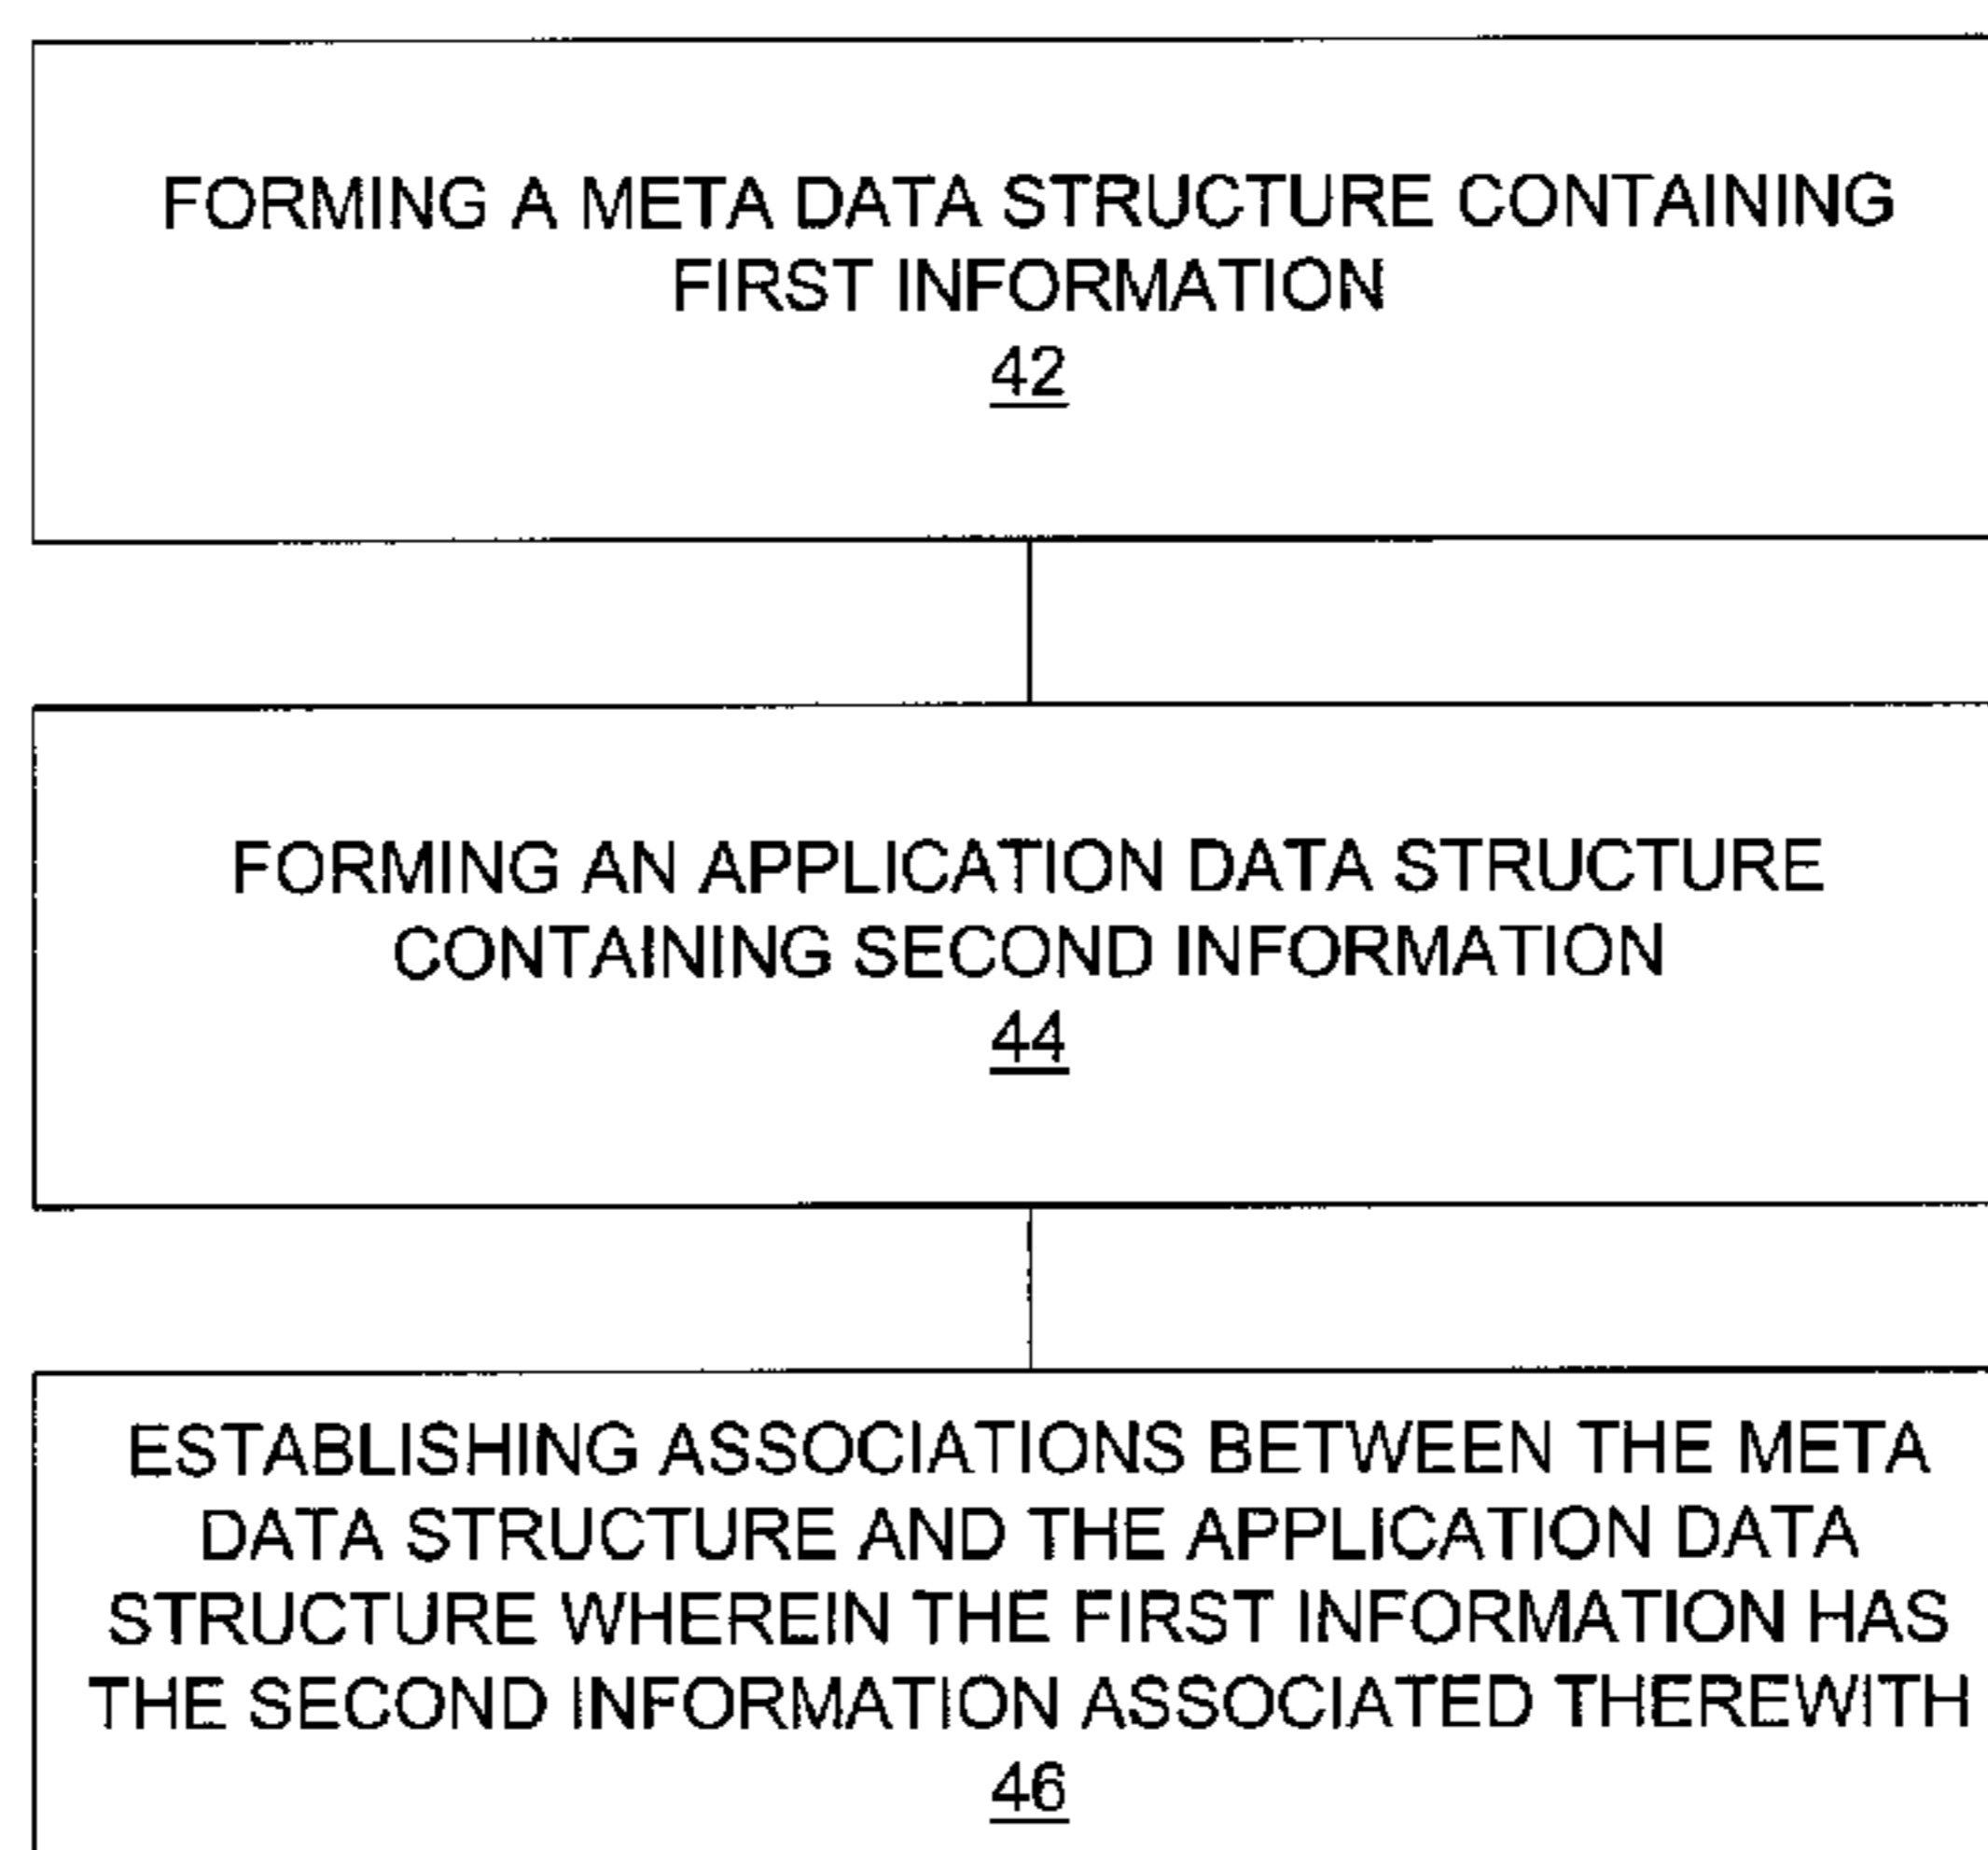 FORMING A META DATA STRUCTURE CONTAINING
FIRST INFORMATION
42
FORMING AN APPLICATION DATA STRUCTURE
CONTAINING SECOND INFORMATION
44
ESTABLISHING ASSOCIATIONS BETWEEN THE META
DATA STRUCTURE AND THE APPLICATION DATA
STRUCTURE WHEREIN THE FIRST INFORMATION HAS
THE SECOND INFORMATION ASSOCIATED THEREWITH
46